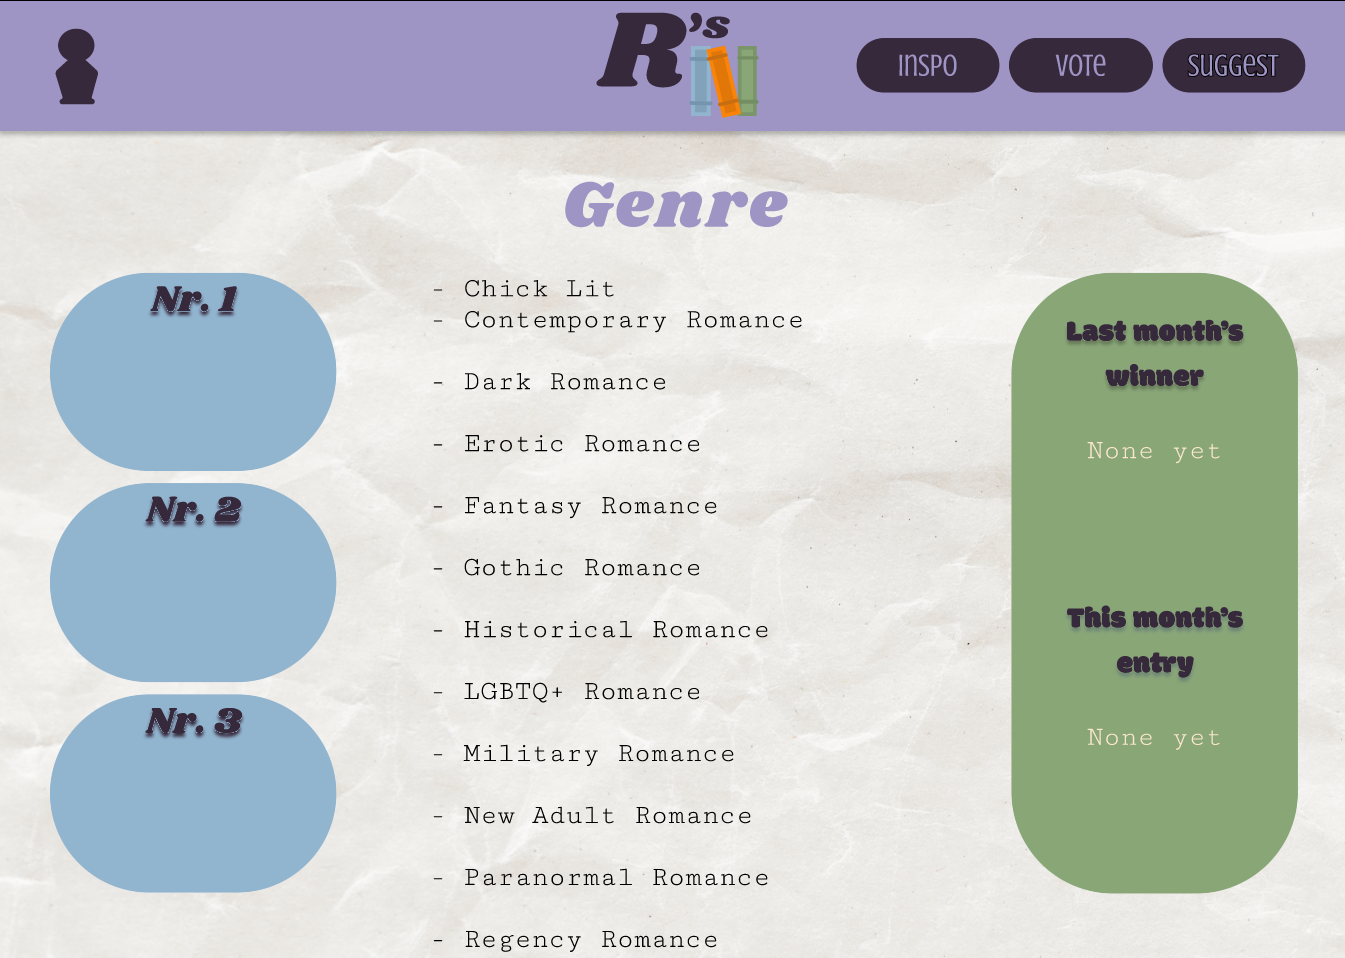 R's
INSPO
VOTE
SUGGEST
Genre
Nr. 1
Nr. 2
Nr. 3
- Chick Lit
- Contemporary Romance
- Dark Romance
- Erotic Romance
- Fantasy Romance
- Gothic Romance
- Historical Romance
- LGBTQ+ Romance
- Military Romance
- New Adult Romance
- Paranormal Romance
- Regency Romance
Last month's
winner
None yet
This month's
entry
None yet